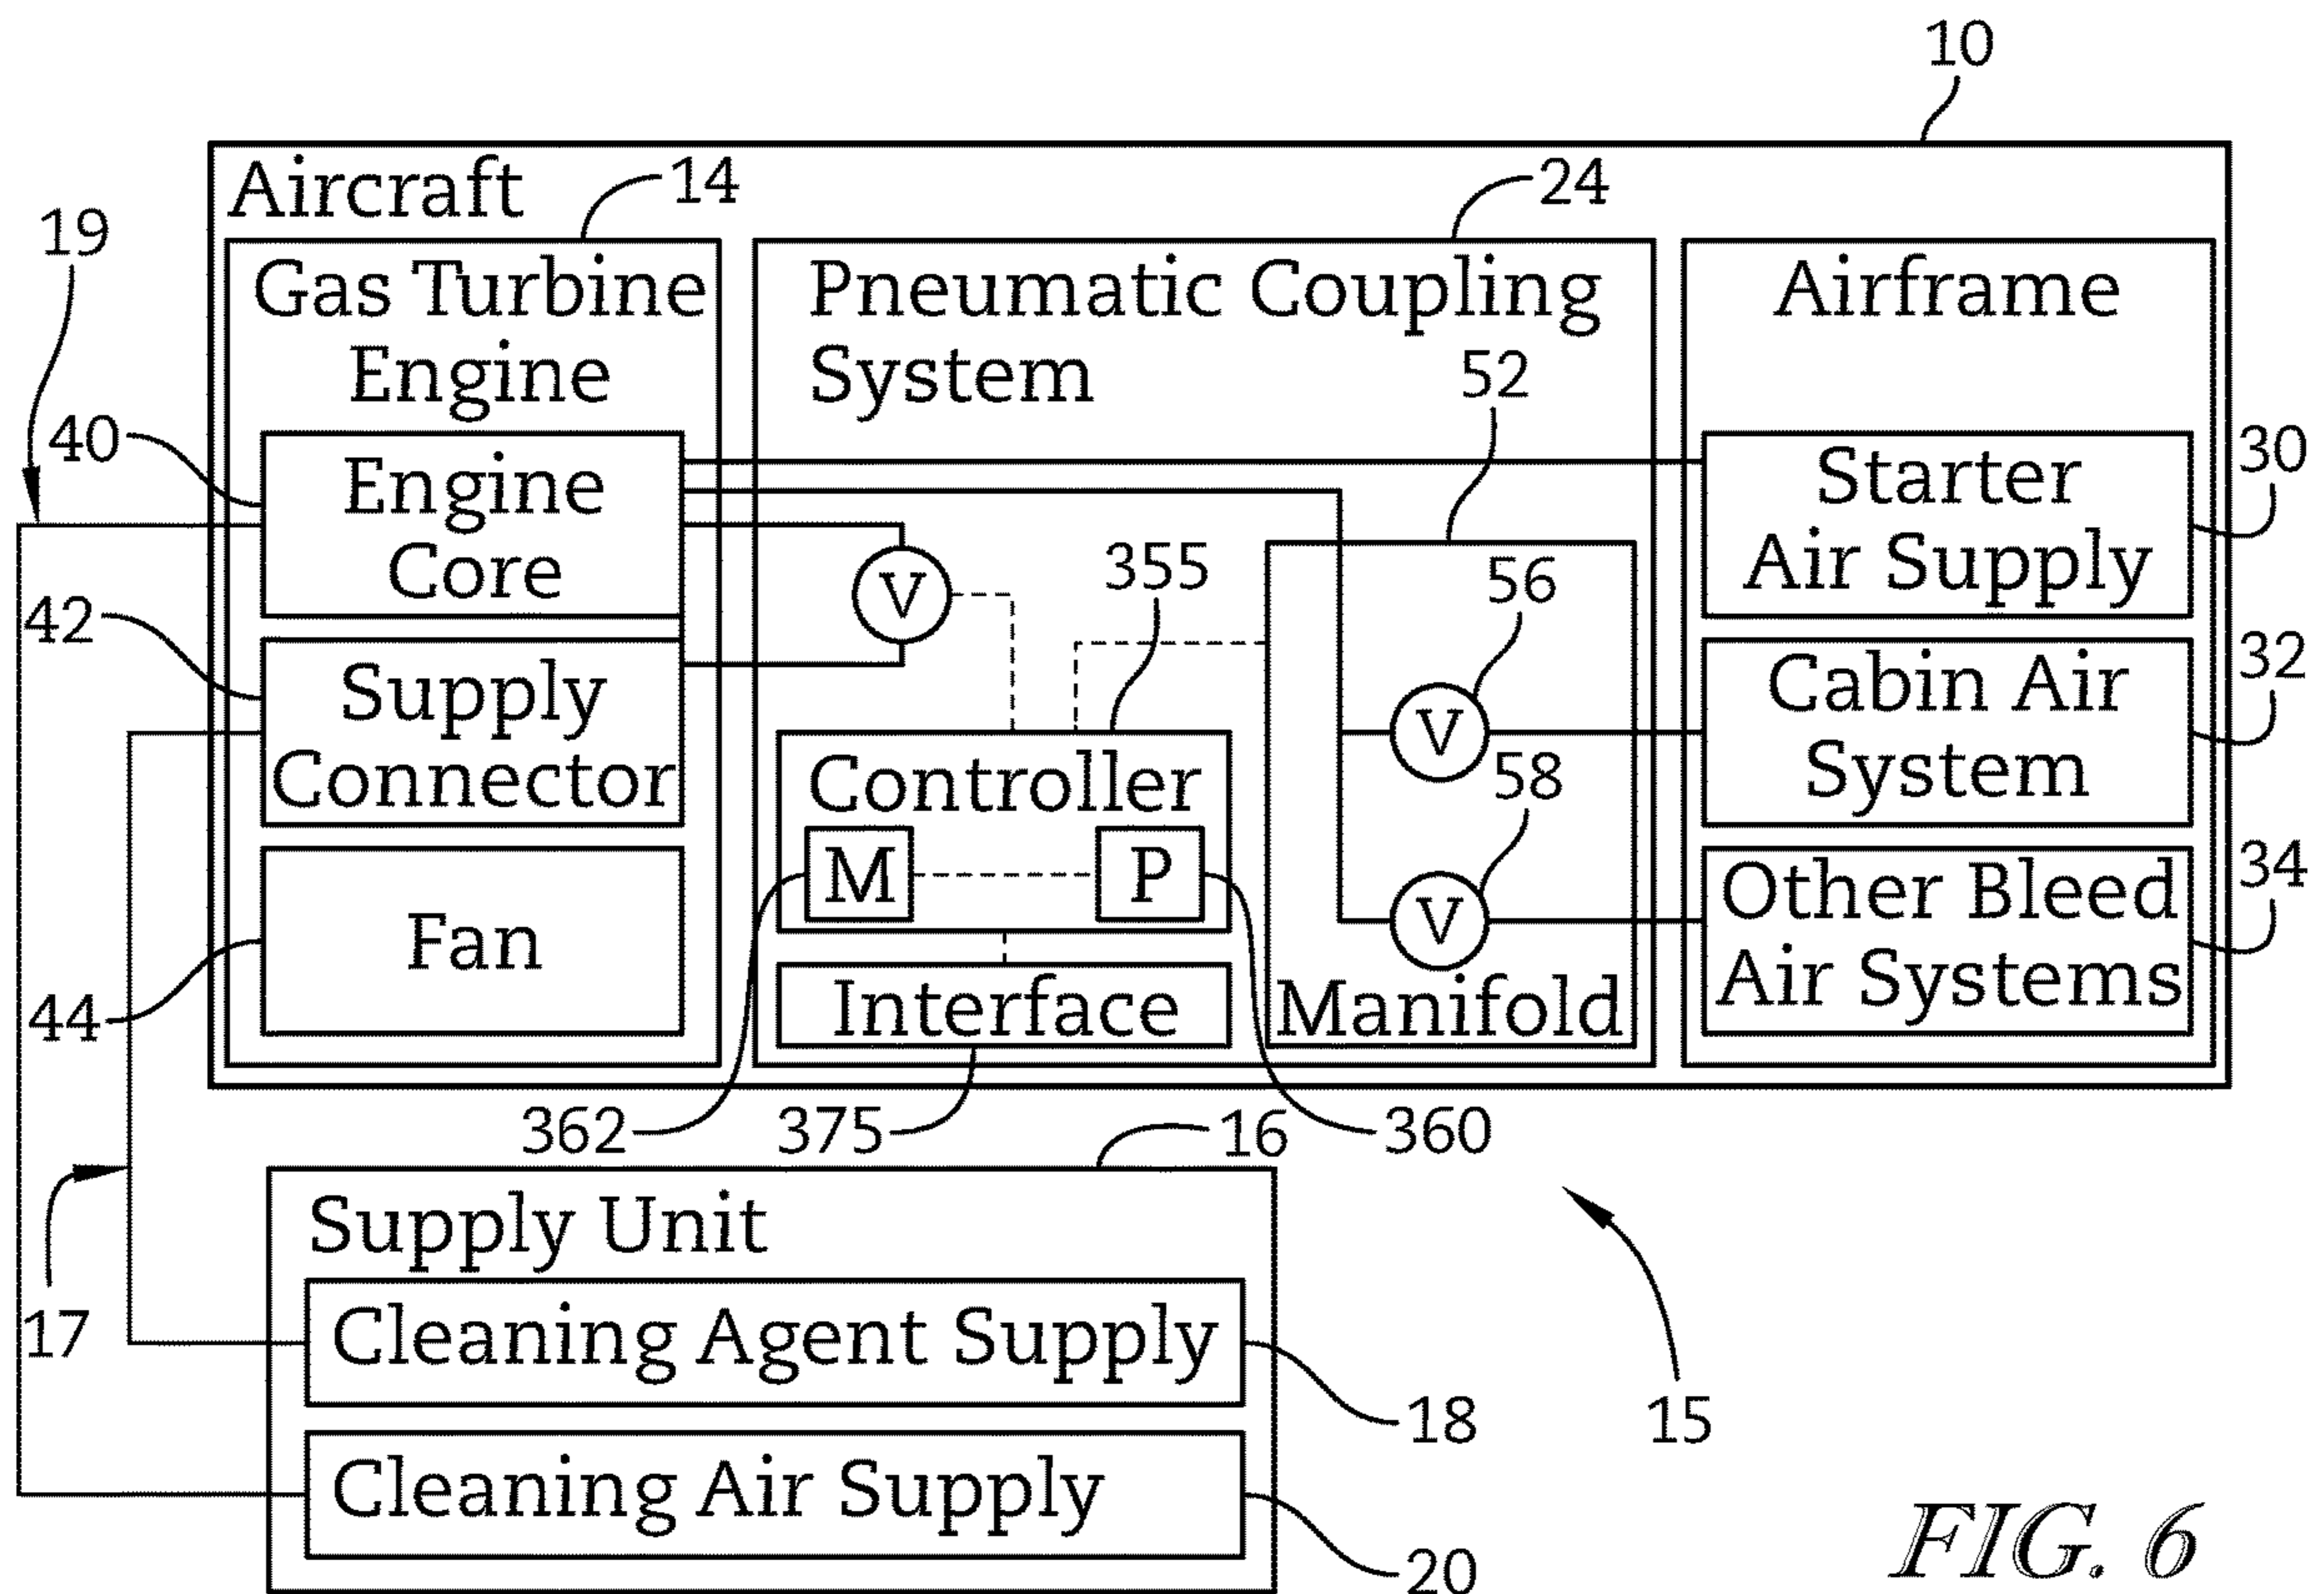 10
Aircraft
14
24
19
Gas Turbine
Engine
Pneumatic Coupling
System
Airframe
52
40
Engine
Core
Starter
Air Supply
30
V
355
56
42
Supply
Connector
Cabin Air
System
32
V
Controller
58
M
P
V
Other Bleed
Air Systems
34
Fan
44
Interface
Manifold
362
375
16
360
Supply Unit
17
Cleaning Agent Supply
18
15
Cleaning Air Supply
20
FIG. 6